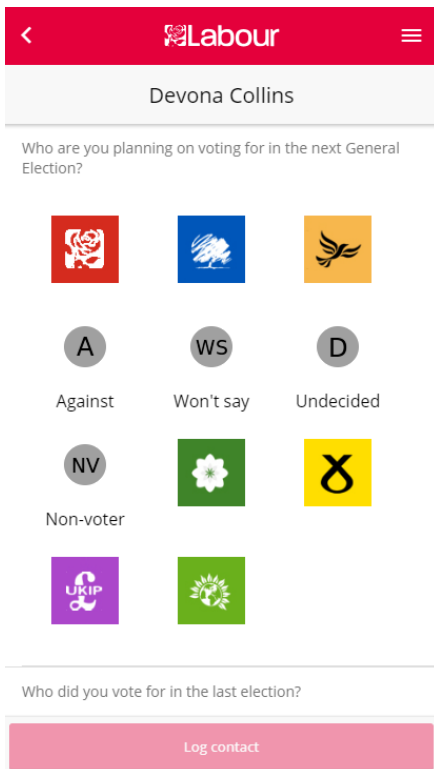 Labour
Devona Collins
Who are you planning on voting for in the next General
Election?
A WS D
Against Won't say Undecided
NV
Non-voter
UKIP
Who did you vote for in the last election?
Log contact